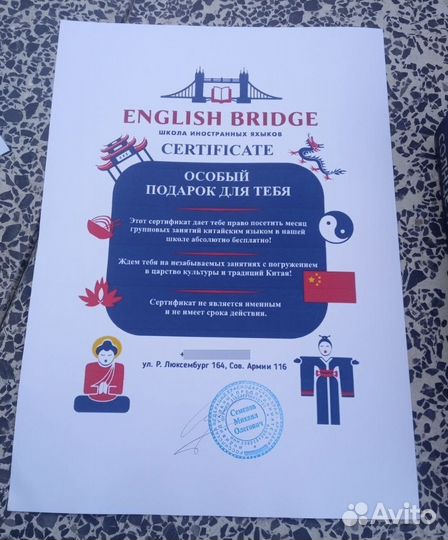 ENGLISH BRIDGE
ШКОЛА ИНОСТРАННЫХ ЯЗЫКОВ
CERTIFICATE
ОСОБЫЙ
ПОДАРОК ДЛЯ ТЕБЯ
Этот сертификат дает тебе право посетить месяц
групповых занятий китайским языком в нашей
школе абсолютно бесплатно!
Ждем тебя на незабываемых занятиях с погружением
в царство культуры и традиций Китая!
Сертификат не является именным
и не имеет срока действия.
ул. Р. Люксембург 164, Сов. Армии 116
Михаил
Олегович
Avito